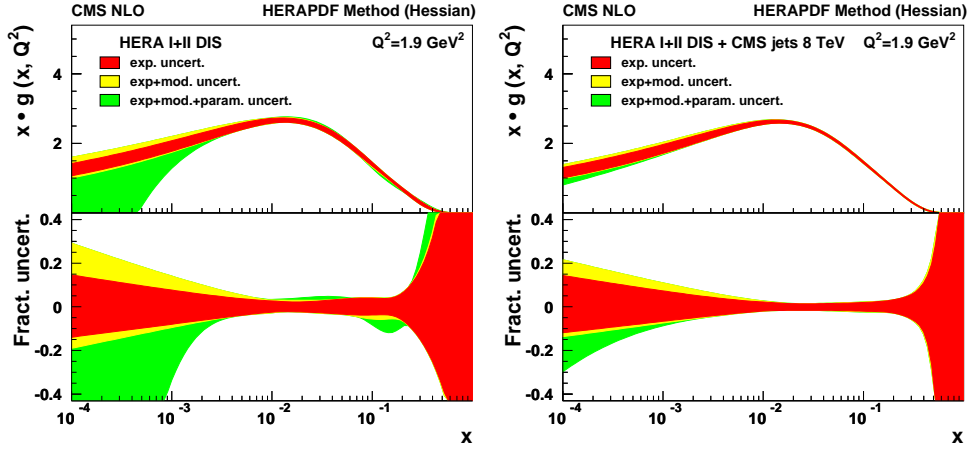 CMS NLO HERAPDF Method (Hessian)
HERA I+II DIS Q²=1.9 GeV²
exp. uncert.
exp+mod. uncert.
exp+mod.+param. uncert.
x • g (x, Q²)
4
2
Fract. uncert.
0.4
0.2
0
-0.2
-0.4
10⁻⁴ 10⁻³ 10⁻² 10⁻¹
x
CMS NLO HERAPDF Method (Hessian)
HERA I+II DIS + CMS jets 8 TeV Q²=1.9 GeV²
exp. uncert.
exp+mod. uncert.
exp+mod.+param. uncert.
x • g (x, Q²)
4
2
Fract. uncert.
0.4
0.2
0
-0.2
-0.4
10⁻⁴ 10⁻³ 10⁻² 10⁻¹
x